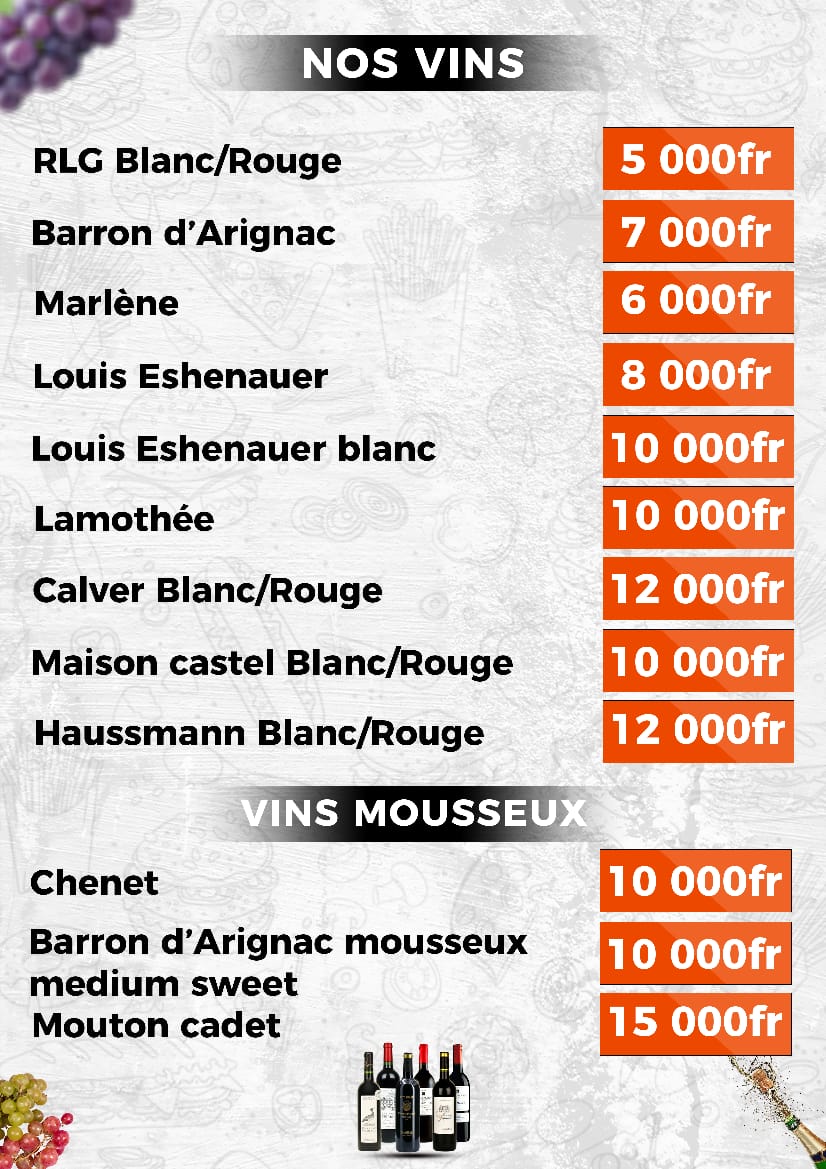 NOS VINS
RLG Blanc/Rouge 5 000fr
Barron d’Arignac 7 000fr
Marlène 6 000fr
Louis Eshenauer 8 000fr
Louis Eshenauer blanc 10 000fr
Lamothée 10 000fr
Calver Blanc/Rouge 12 000fr
Maison castel Blanc/Rouge 10 000fr
Haussmann Blanc/Rouge 12 000fr
VINS MOUSSEUX
Chenet 10 000fr
Barron d’Arignac mousseux
medium sweet 10 000fr
Mouton cadet 15 000fr